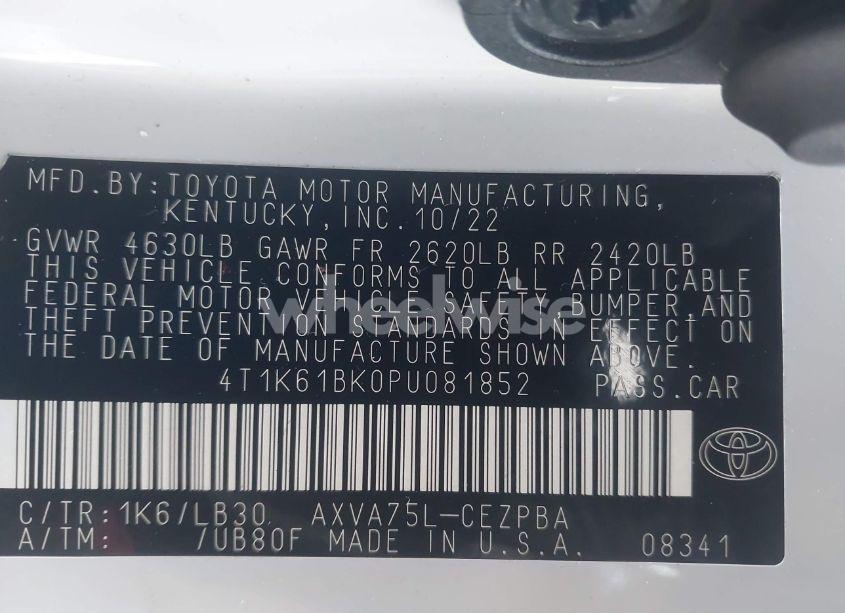 MFD.BY:TOYOTA MOTOR MANUFACTURING,
KENTUCKY,INC.10/22
GVWR 4630LB GAWR FR 2620LB RR 2420LB
THIS VEHICLE CONFORMS TO ALL APPLICABLE
FEDERAL MOTOR VEHICLE SAFETY,BUMPER,AND
THEFT PREVENTION STANDARDS IN EFFECT ON
THE DATE OF MANUFACTURE SHOWN ABOVE.
wheelwise
4T1K61BK0PU081852 PASS.CAR
C/TR:1K6/LB30 AXVA75L-CEZPBA
A/TM: /UB80F MADE IN U.S.A. 08341